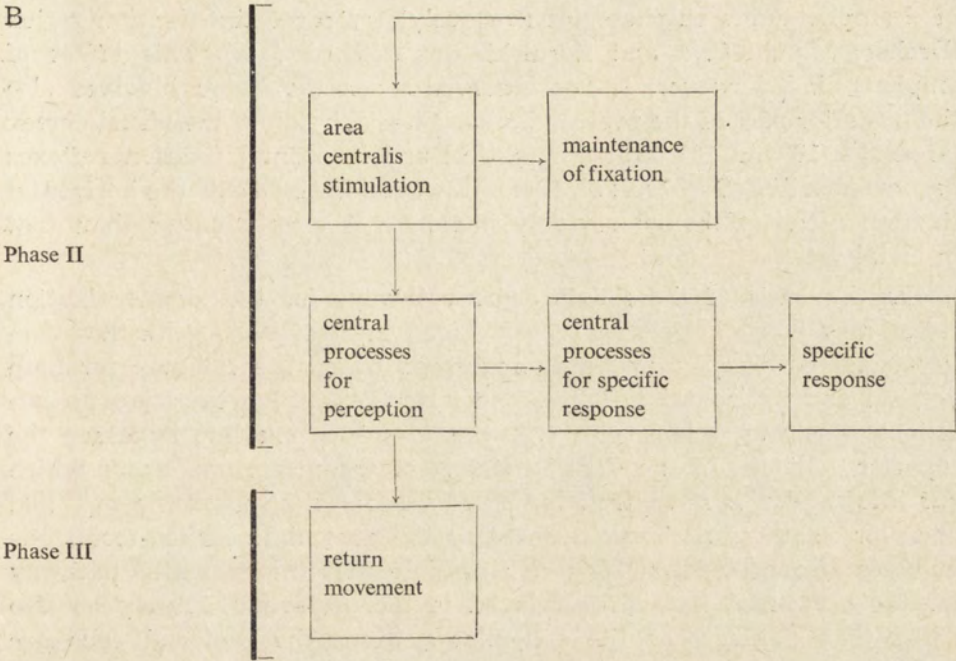 B
area
centralis
stimulation
maintenance
of fixation
Phase II
central
processes
for
perception
central
processes
for specific
response
specific
response
Phase III
return
movement